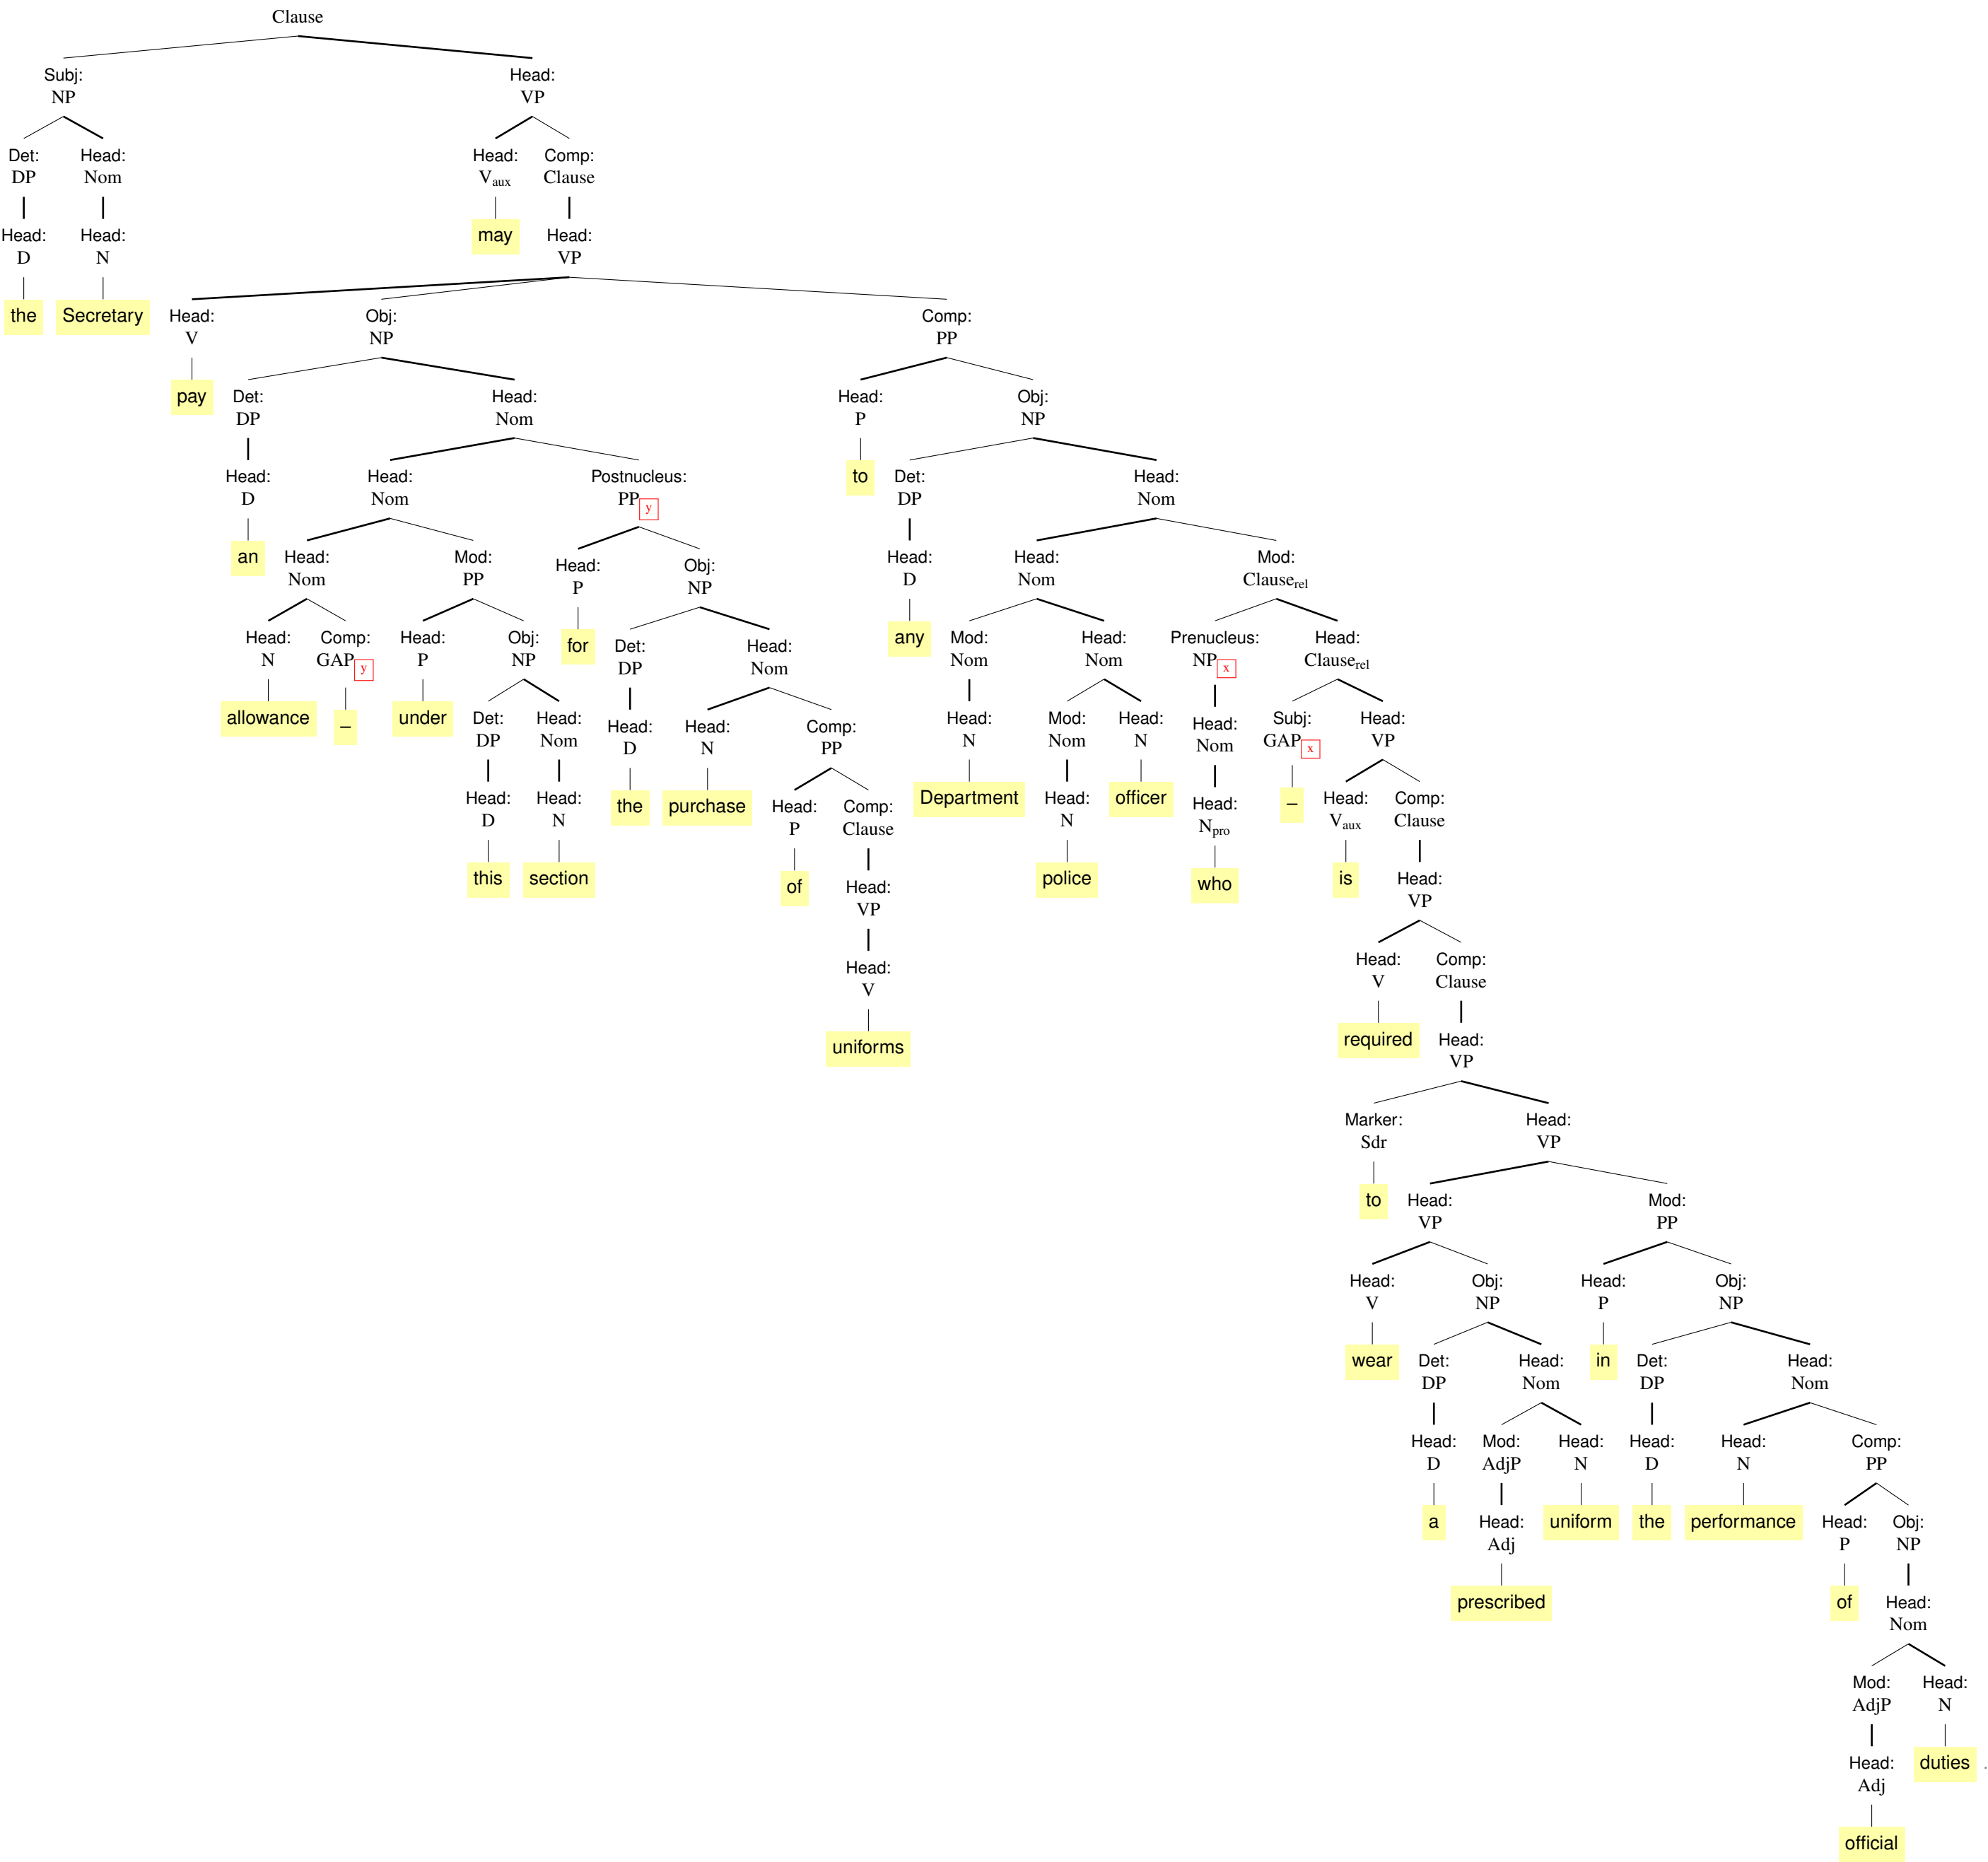 Clause
Subj: Head:
NP VP
Det: Head: Head: Comp:
DP Nom Vaux Clause
Head: Head: may Head:
D N VP
the Secretary Head: Obj: Comp:
V NP PP
pay Det: Head: Head: Obj:
DP Nom P NP
Head: Head: Postnucleus: to Det: Head:
D Nom PP y DP Nom
an Head: Mod: Head: Obj: Head: Head: Mod:
Nom PP P NP D Nom Clauserel
Head: Comp: Head: Obj: for Det: Head: any Mod: Head: Prenucleus: Head:
N GAP y P NP DP Nom Nom Nom NP x Clauserel
allowance – under Det: Head: Head: Head: Comp: Head: Mod: Head: Head: Subj: Head:
DP Nom D N PP N Nom N Nom GAP x VP
Head: Head: the purchase Head: Comp: Department Head: officer Head: – Head: Comp:
D N P Clause N Npro Vaux Clause
this section of Head: police who is Head:
VP VP
Head: Head: Comp:
V V Clause
uniforms required Head:
VP
Marker: Head:
Sdr VP
to Head: Mod:
VP PP
Head: Obj: Head: Obj:
V NP P NP
wear Det: Head: in Det: Head:
DP Nom DP Nom
Head: Mod: Head: Head: Head: Comp:
D AdjP N D N PP
a Head: uniform the performance Head: Obj:
Adj P NP
prescribed of Head:
Nom
Mod: Head:
AdjP N
Head: duties .
Adj
official